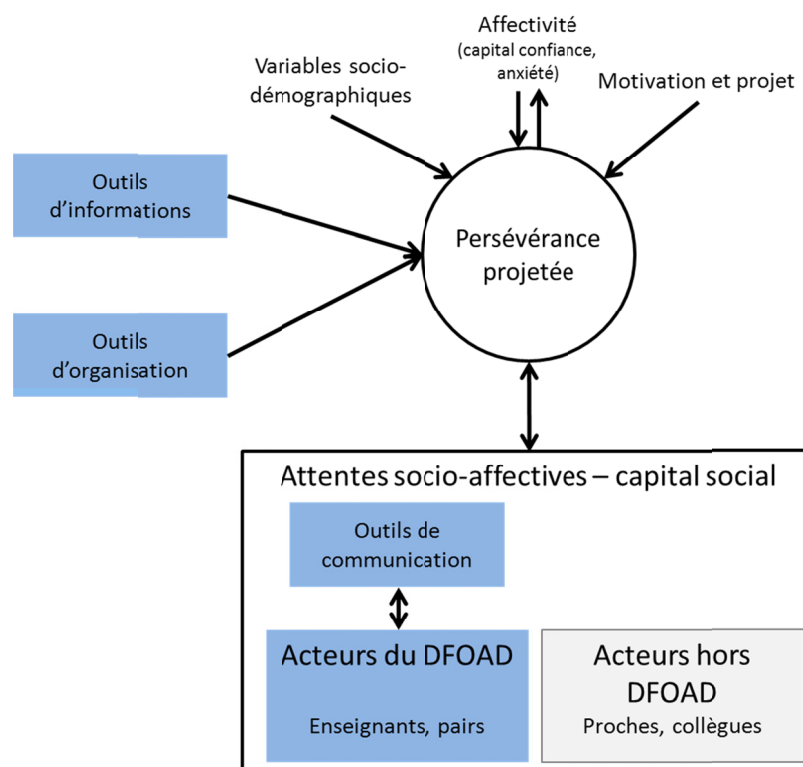 Affectivité
(capital confiance,
anxiété)
Variables socio-
démographiques
Motivation et projet
Outils
d’informations
Persévérance
projetée
Outils
d’organisation
Attentes socio-affectives – capital social
Outils de
communication
Acteurs du DFOAD
Enseignants, pairs
Acteurs hors
DFOAD
Proches, collègues